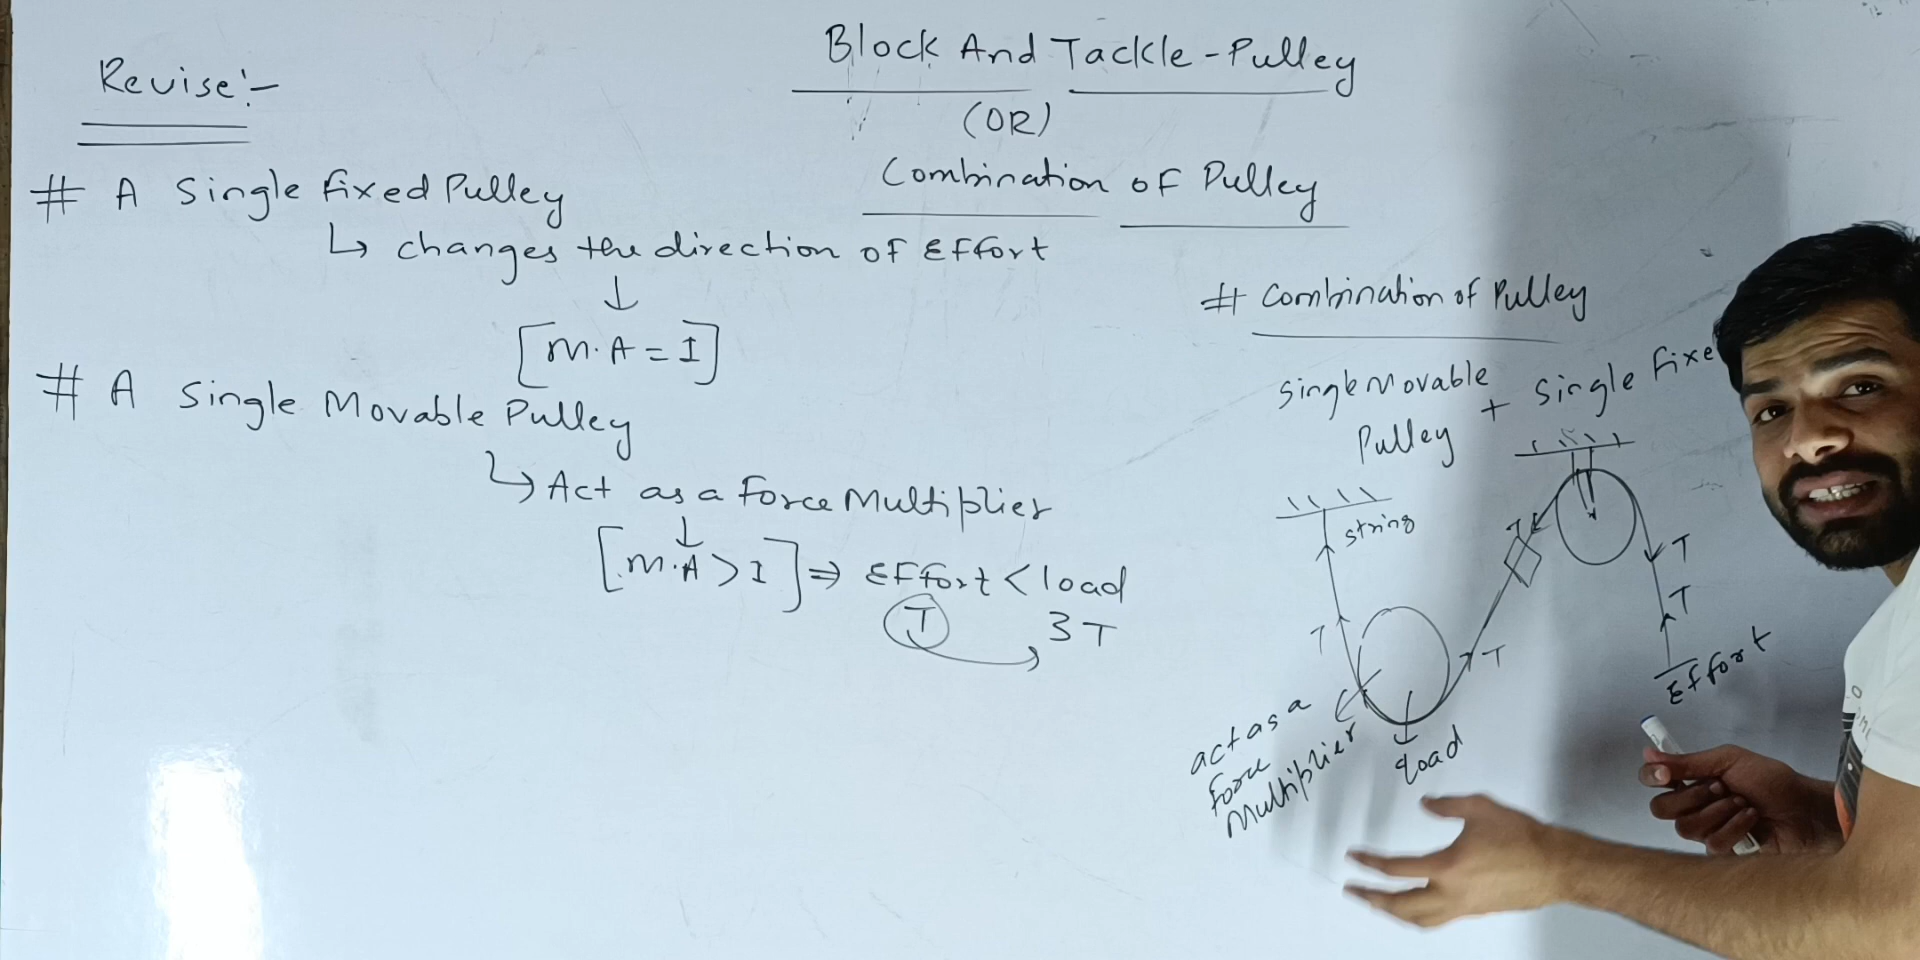 Revise:-
# A Single fixed Pulley
↳ changes the direction of Effort
↓
[M.A = 1]
# A Single Movable Pulley
↳ Act as a Force Multiplier
↓
[M.A > 1] ⇒ Effort < load
T 3T
Block And Tackle-Pulley
(OR)
Combination of Pulley
# Combination of Pulley
Single Movable Pulley + Single Fixe
string
T
T
T
T
T
Effort
load
act as a
Force
Multiplier